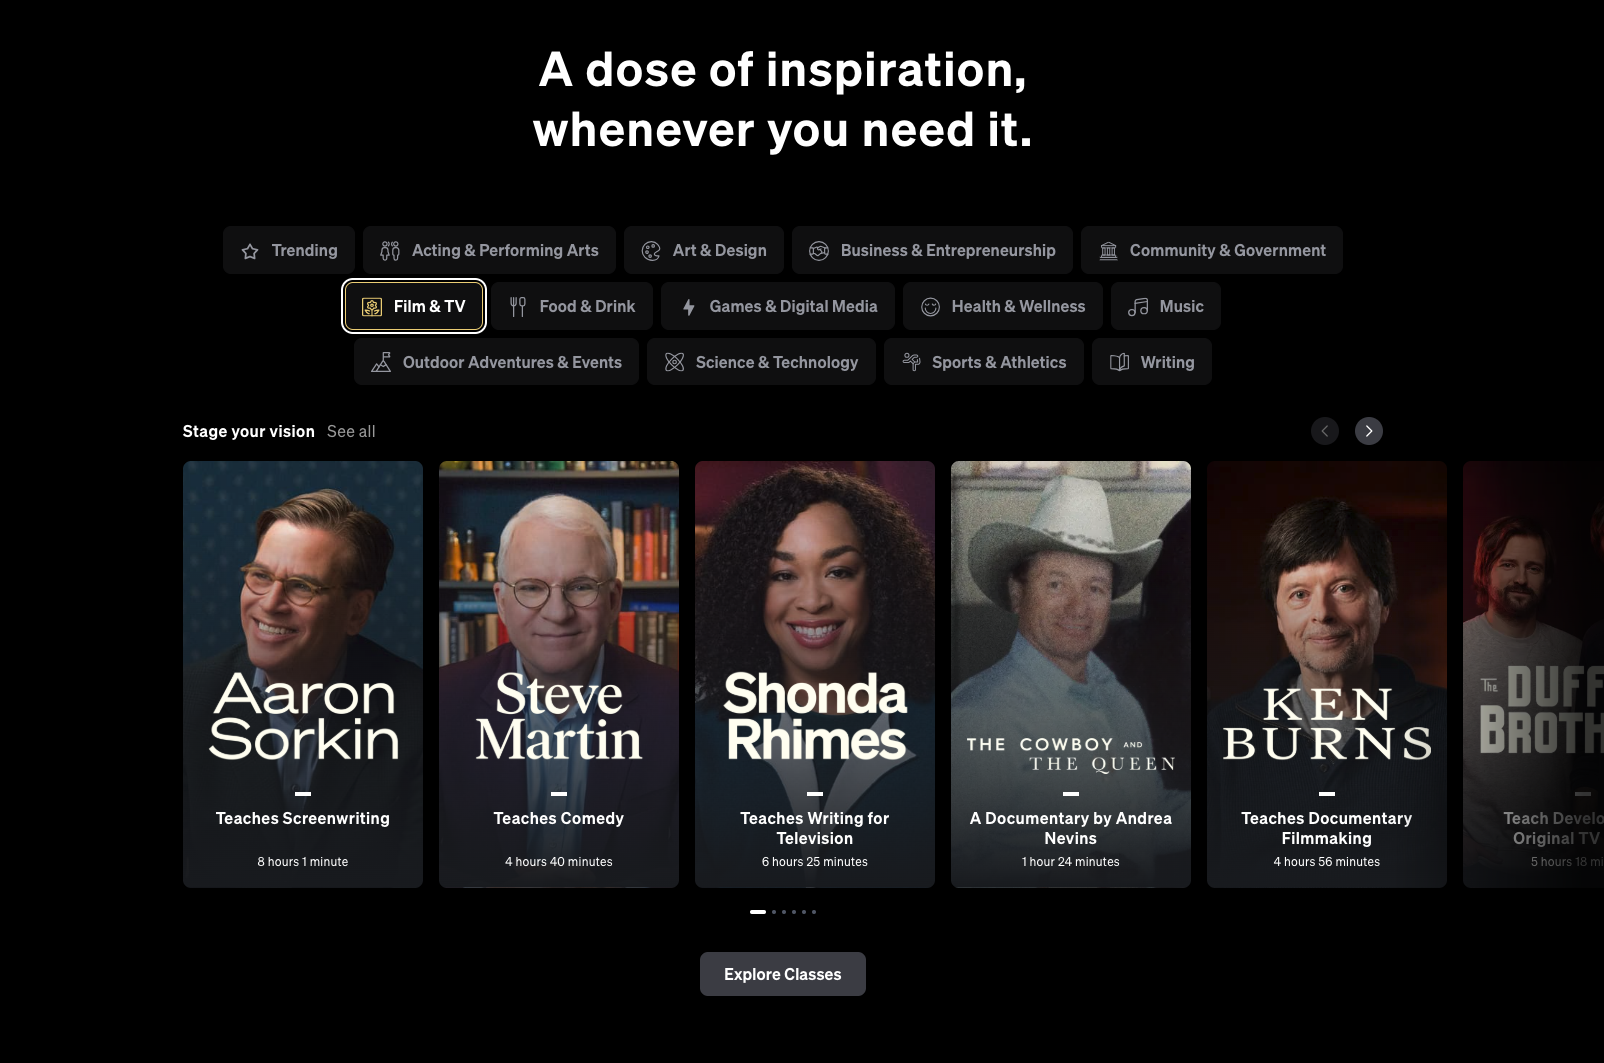 A dose of inspiration,
whenever you need it.
Trending
Acting & Performing Arts
Art & Design
Business & Entrepreneurship
Community & Government
Film & TV
Food & Drink
Games & Digital Media
Health & Wellness
Music
Outdoor Adventures & Events
Science & Technology
Sports & Athletics
Writing
Stage your vision See all
Aaron
Sorkin
Teaches Screenwriting
8 hours 1 minute
Steve
Martin
Teaches Comedy
4 hours 40 minutes
Shonda
Rhimes
Teaches Writing for
Television
6 hours 25 minutes
THE COWBOY AND
THE QUEEN
A Documentary by Andrea
Nevins
1 hour 24 minutes
KEN
BURNS
Teaches Documentary
Filmmaking
4 hours 56 minutes
The DUFF
BROTH
Teach Develo
Original TV
5 hours 18 mi
Explore Classes